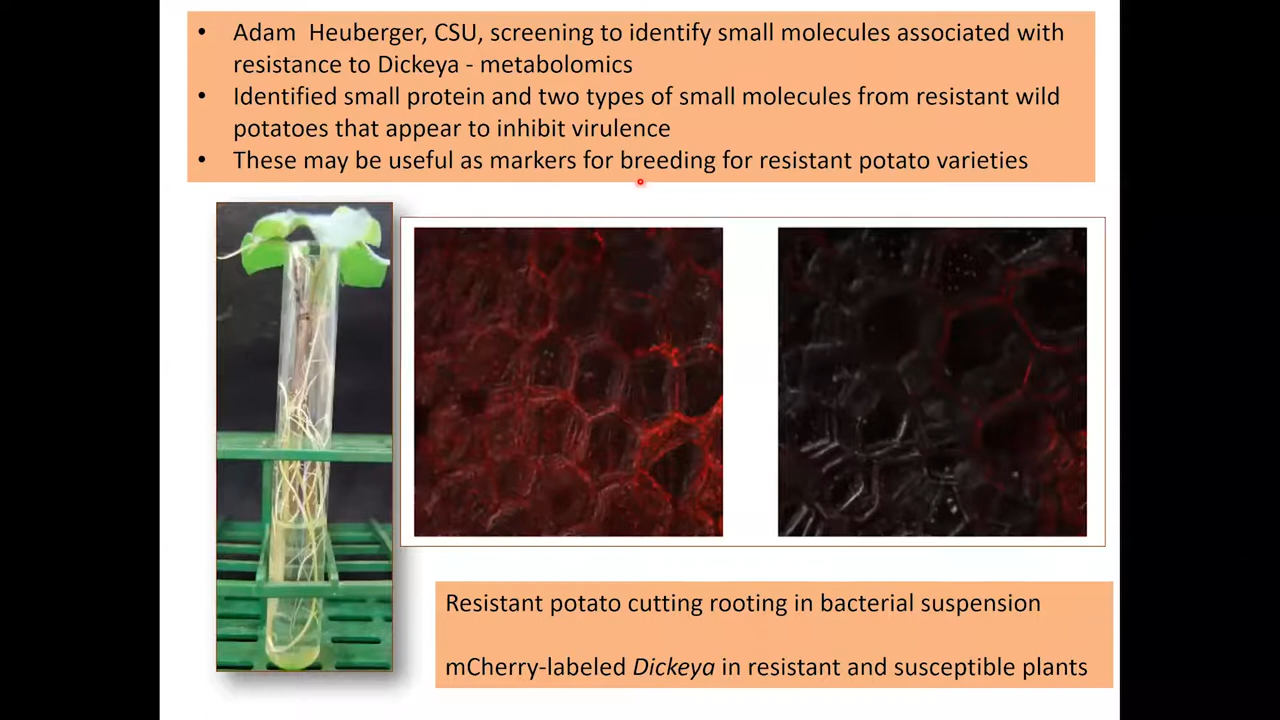 • Adam  Heuberger, CSU, screening to identify small molecules associated with
resistance to Dickeya - metabolomics
• Identified small protein and two types of small molecules from resistant wild
potatoes that appear to inhibit virulence
• These may be useful as markers for breeding for resistant potato varieties
Resistant potato cutting rooting in bacterial suspension
mCherry-labeled Dickeya in resistant and susceptible plants